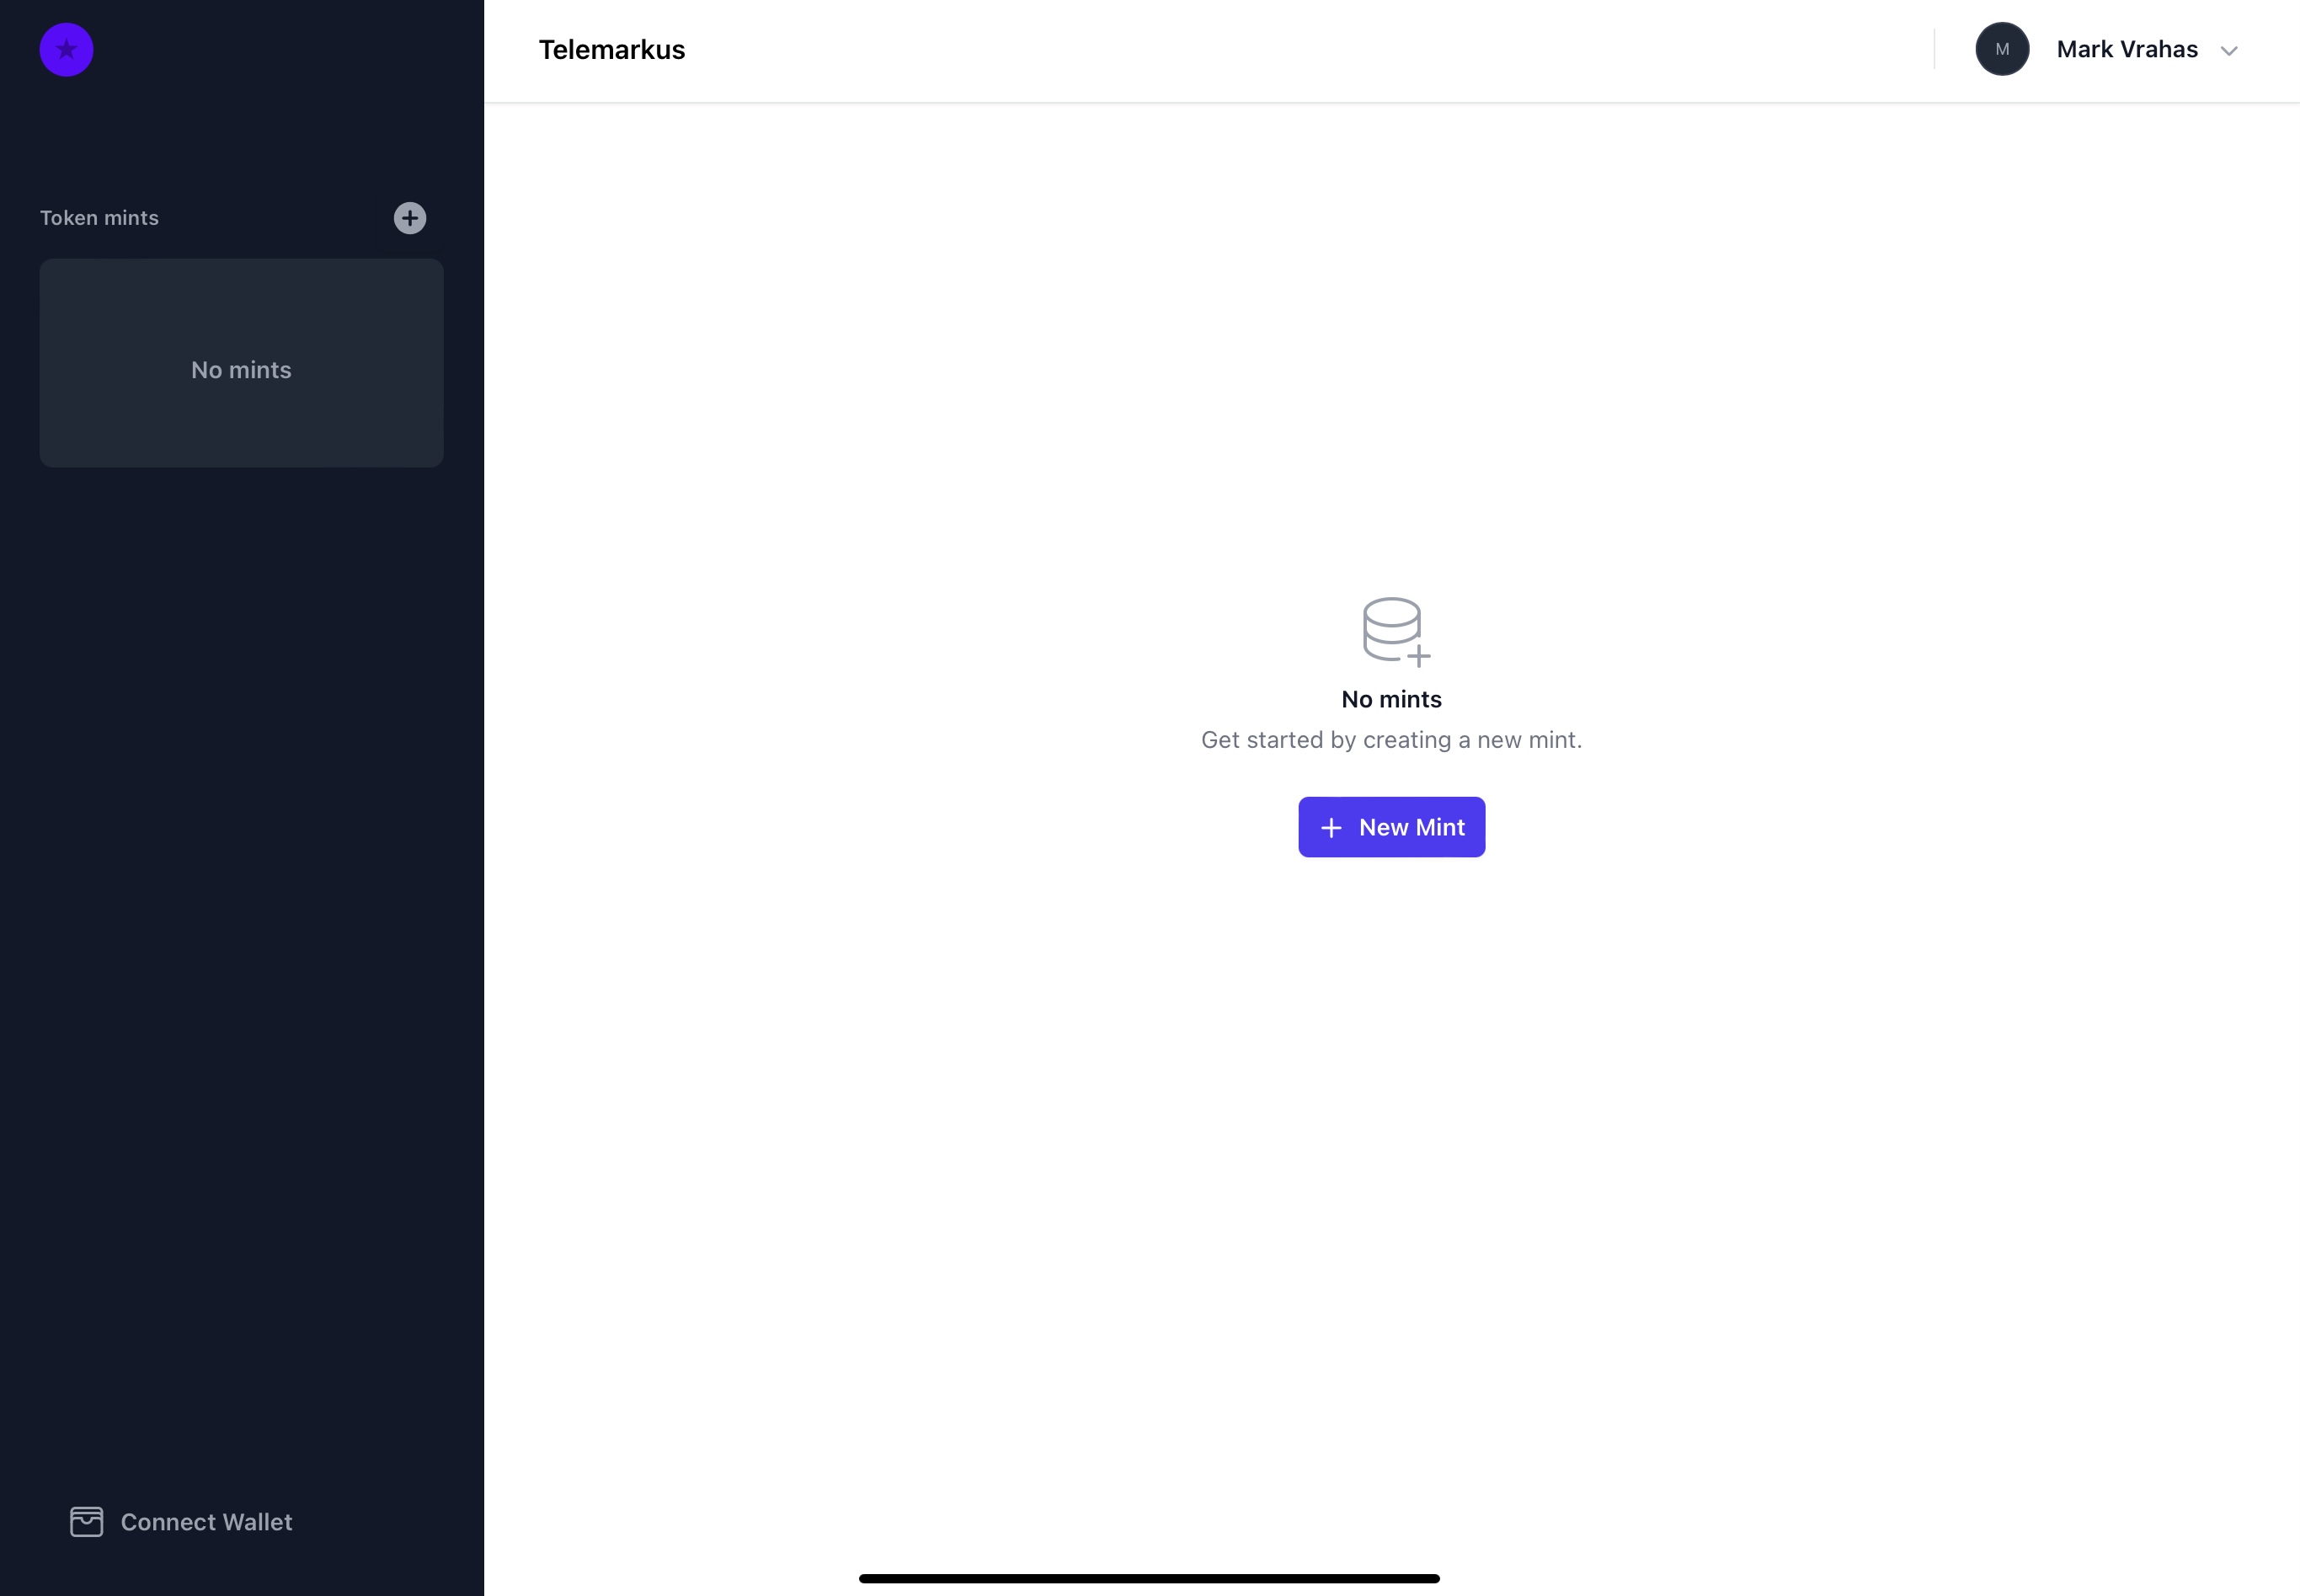 Telemarkus
M
Mark Vrahas
Token mints
No mints
No mints
Get started by creating a new mint.
New Mint
Connect Wallet